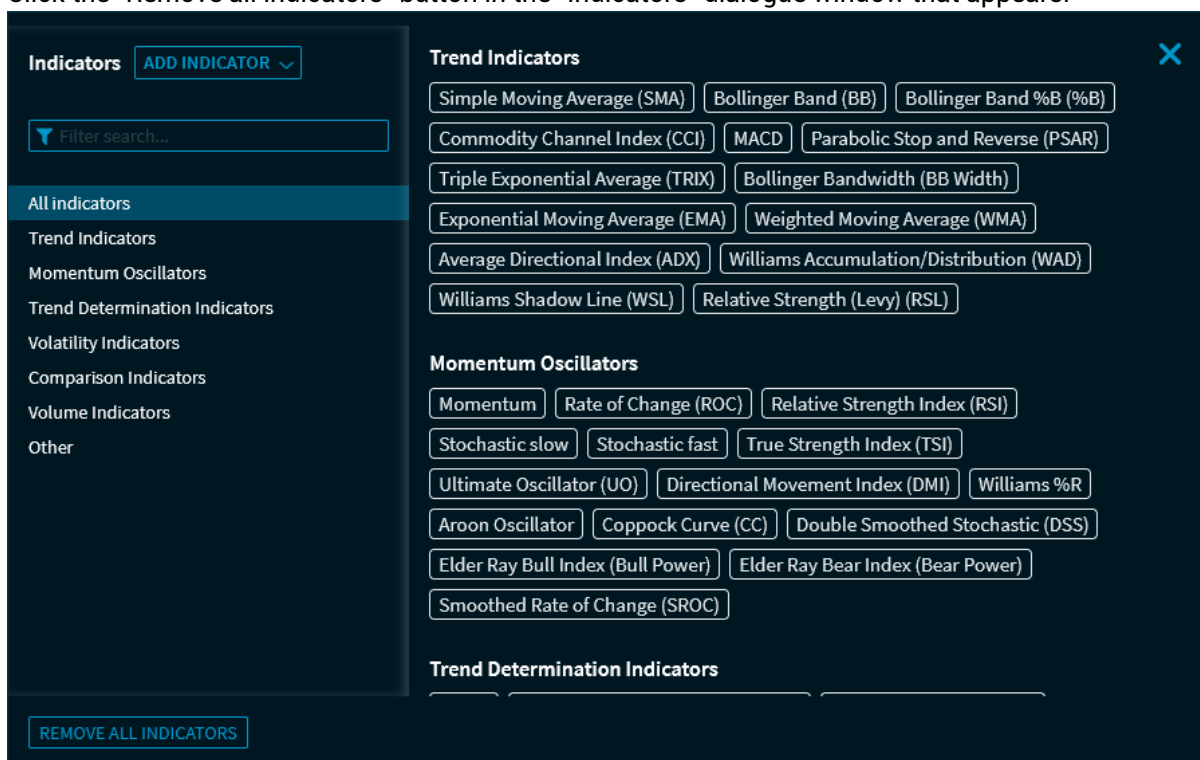 Click the "Remove all indicators" button in the "Indicators" dialogue window that appears.
Indicators ADD INDICATOR
Filter search...
All indicators
Trend Indicators
Momentum Oscillators
Trend Determination Indicators
Volatility Indicators
Comparison Indicators
Volume Indicators
Other
REMOVE ALL INDICATORS
Trend Indicators
Simple Moving Average (SMA) Bollinger Band (BB) Bollinger Band %B (%B)
Commodity Channel Index (CCI) MACD Parabolic Stop and Reverse (PSAR)
Triple Exponential Average (TRIX) Bollinger Bandwidth (BB Width)
Exponential Moving Average (EMA) Weighted Moving Average (WMA)
Average Directional Index (ADX) Williams Accumulation/Distribution (WAD)
Williams Shadow Line (WSL) Relative Strength (Levy) (RSL)
Momentum Oscillators
Momentum Rate of Change (ROC) Relative Strength Index (RSI)
Stochastic slow Stochastic fast True Strength Index (TSI)
Ultimate Oscillator (UO) Directional Movement Index (DMI) Williams %R
Aroon Oscillator Coppock Curve (CC) Double Smoothed Stochastic (DSS)
Elder Ray Bull Index (Bull Power) Elder Ray Bear Index (Bear Power)
Smoothed Rate of Change (SROC)
Trend Determination Indicators